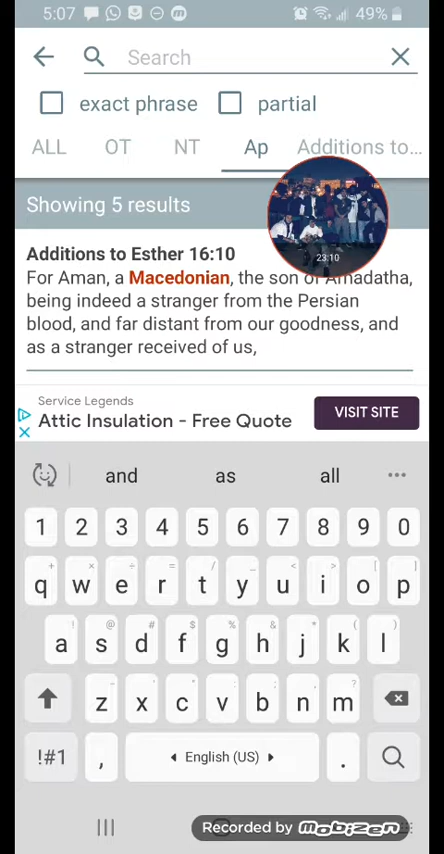 5:07 49%
Search
exact phrase partial
ALL OT NT Ap Additions to...
Showing 5 results
23:10
Additions to Esther 16:10
For Aman, a Macedonian, the son of Amadatha,
being indeed a stranger from the Persian
blood, and far distant from our goodness, and
as a stranger received of us,
Service Legends
Attic Insulation - Free Quote
VISIT SITE
and as all ...
1 2 3 4 5 6 7 8 9 0
q w e r t y u i o p
a s d f g h j k l
z x c v b n m
!#1 , English (US) .
Recorded by mobizen